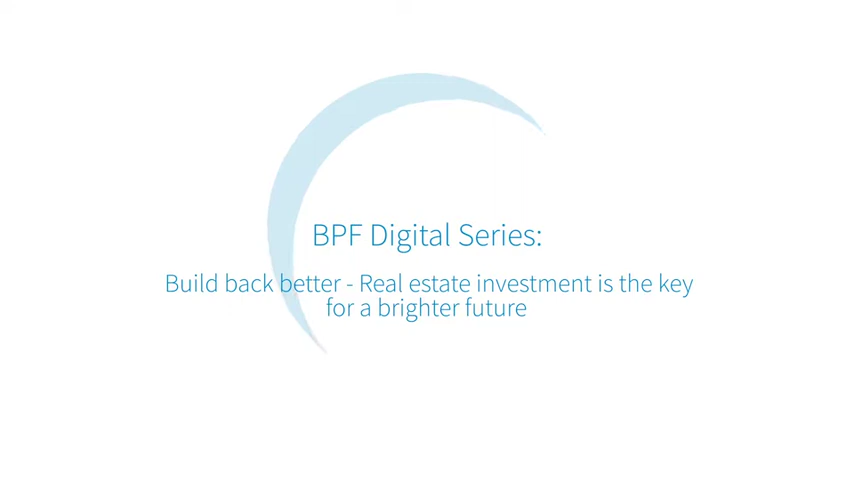 BPF Digital Series:
Build back better - Real estate investment is the key
for a brighter future